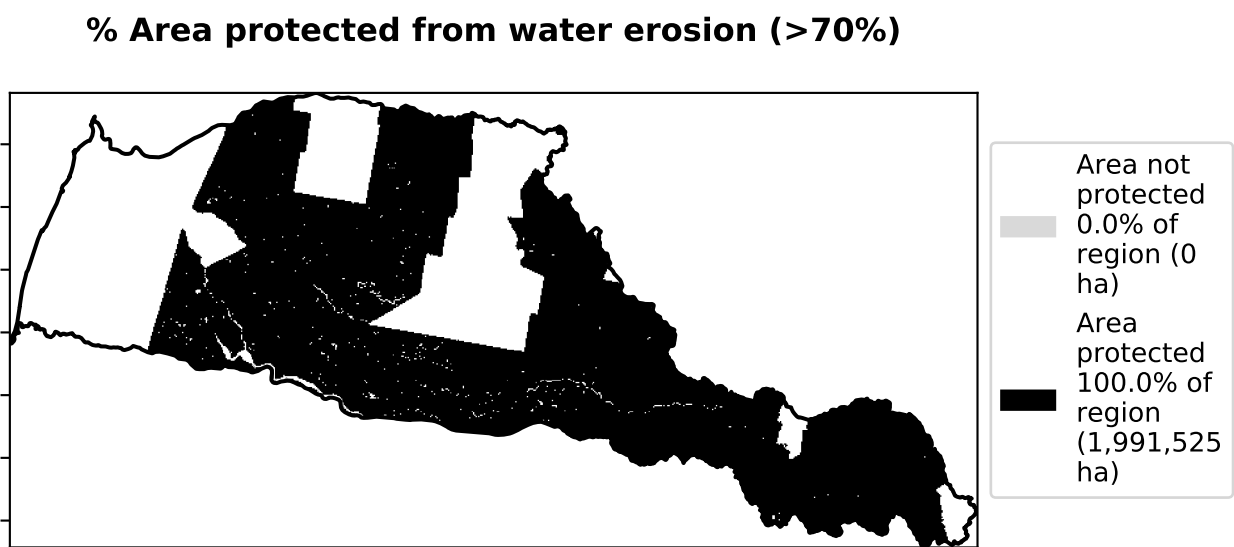 % Area protected from water erosion (>70%)
Area not
protected
0.0% of
region (0
ha)
Area
protected
100.0% of
region
(1,991,525
ha)